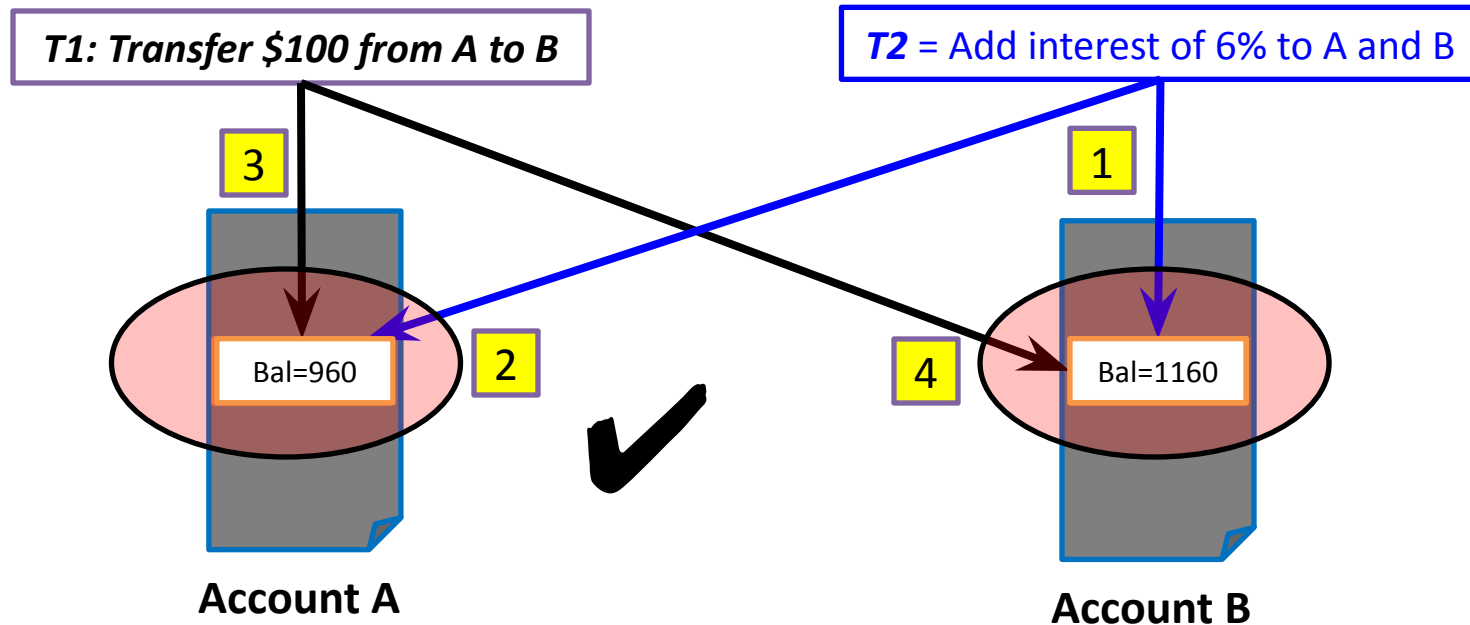 T1: Transfer $100 from A to B
T2 = Add interest of 6% to A and B
3
1
Bal=960
2
4
Bal=1160
Account A
Account B